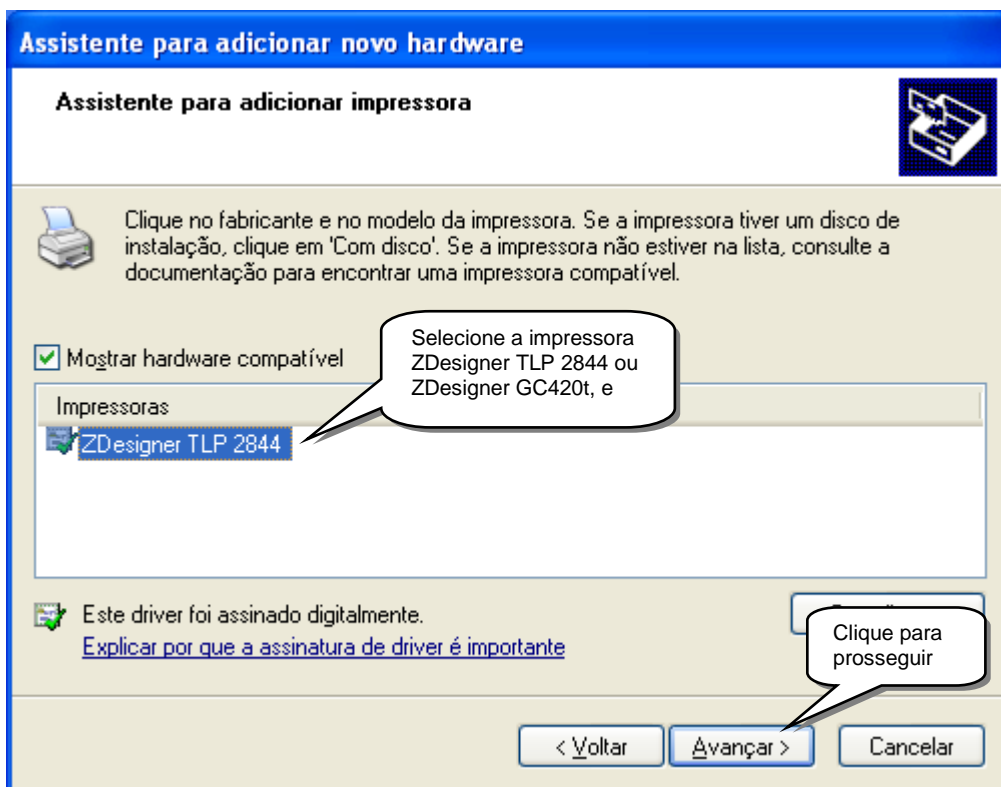 Assistente para adicionar novo hardware
Assistente para adicionar impressora
Clique no fabricante e no modelo da impressora. Se a impressora tiver um disco de
instalação, clique em 'Com disco'. Se a impressora não estiver na lista, consulte a
documentação para encontrar uma impressora compatível.
Selecione a impressora
ZDesigner TLP 2844 ou
ZDesigner GC420t, e
Mostrar hardware compatível
Impressoras
ZDesigner TLP 2844
Este driver foi assinado digitalmente.
Explicar por que a assinatura de driver é importante
Clique para
prosseguir
< Voltar
Avançar >
Cancelar